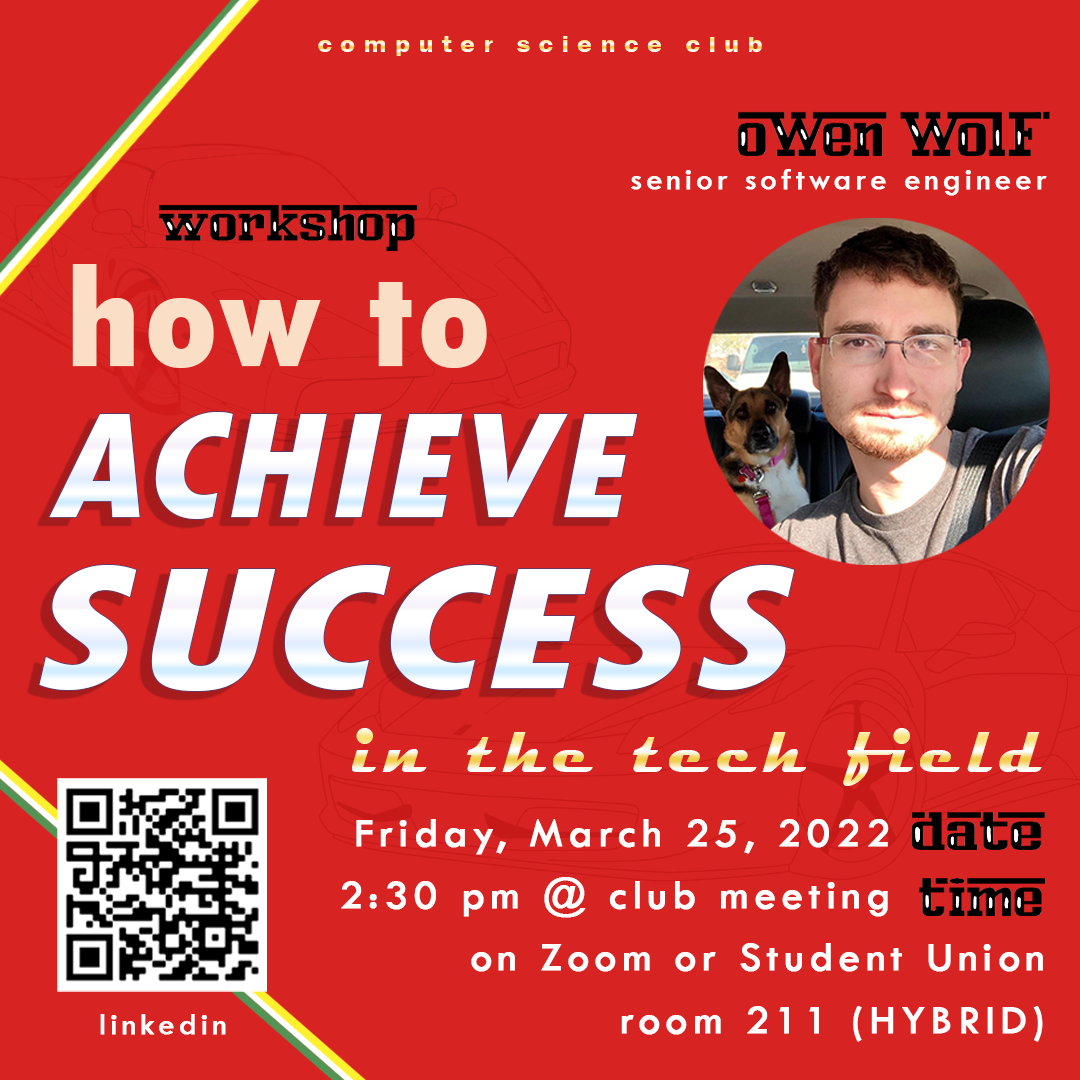 computer science club
oWen WolF
senior software engineer
workshop
how to
ACHIEVE
SUCCESS
in the tech field
Friday, March 25, 2022 date
2:30 pm @ club meeting time
on Zoom or Student Union
room 211 (HYBRID)
linkedin